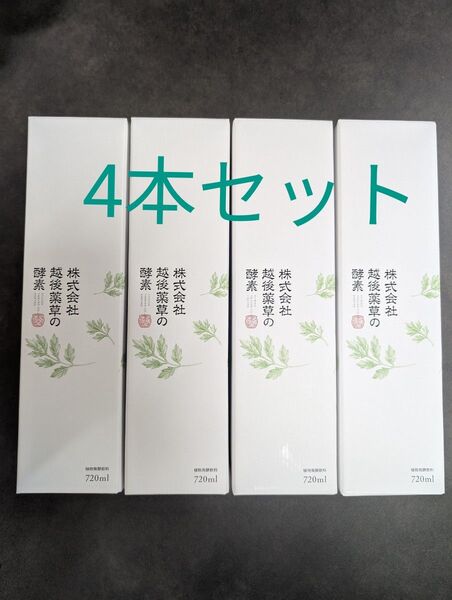 4本セット
株式会社
越後薬草の
酵素
植物発酵飲料
720ml
株式会社
越後薬草の
酵素
植物発酵飲料
720ml
株式会社
越後薬草の
酵素
植物発酵飲料
720ml
株式会社
越後薬草の
酵素
植物発酵飲料
720ml